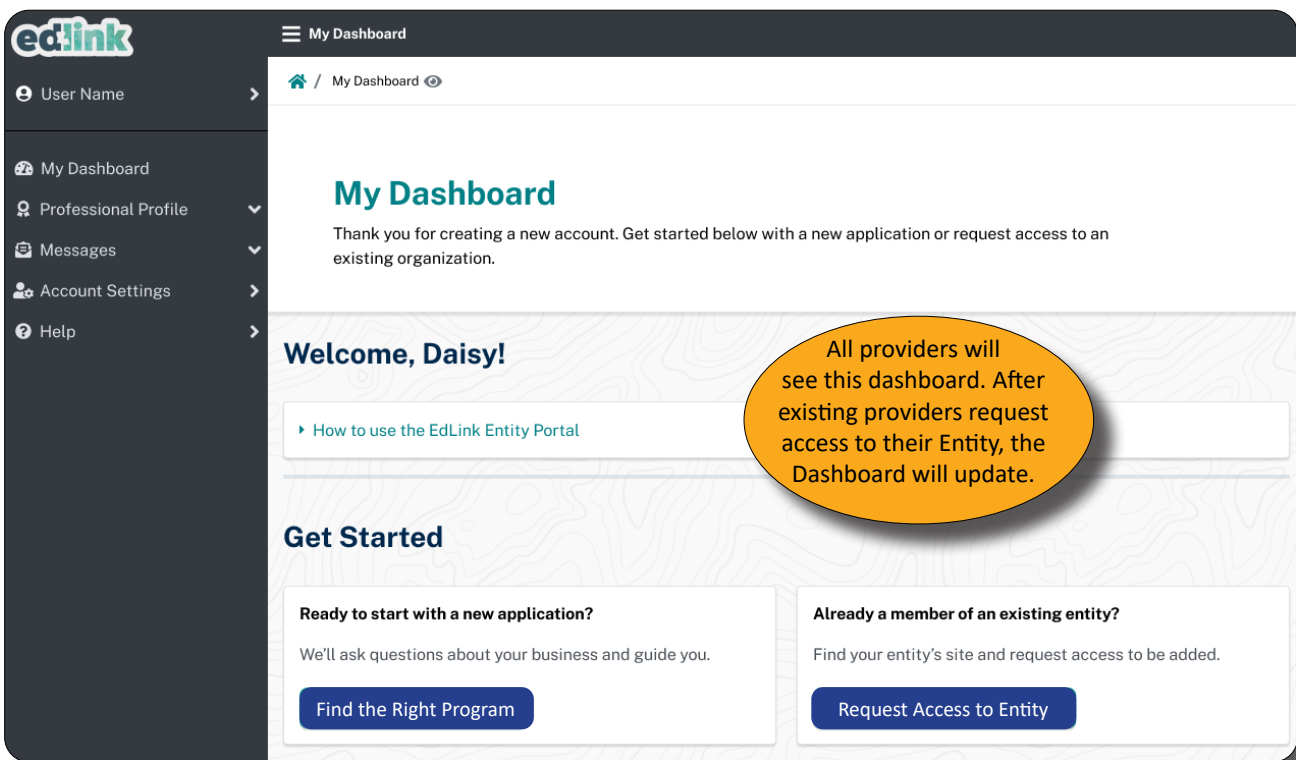 edlink
My Dashboard
User Name
/ My Dashboard
My Dashboard
Professional Profile
Messages
Account Settings
Help
My Dashboard
Thank you for creating a new account. Get started below with a new application or request access to an
existing organization.
Welcome, Daisy!
All providers will
see this dashboard. After
existing providers request
access to their Entity, the
Dashboard will update.
How to use the EdLink Entity Portal
Get Started
Ready to start with a new application?
We'll ask questions about your business and guide you.
Find the Right Program
Already a member of an existing entity?
Find your entity's site and request access to be added.
Request Access to Entity